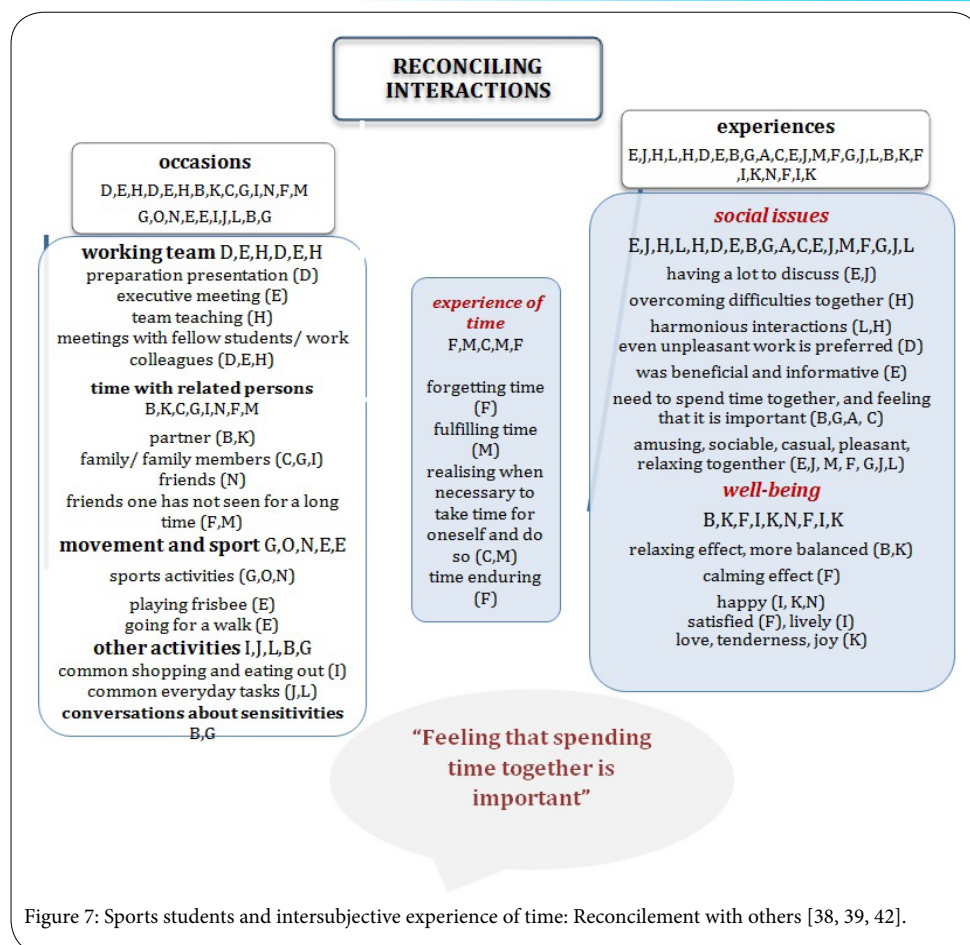 RECONCILING
INTERACTIONS
occasions
D,E,H,D,E,H,B,K,C,G,I,N,F,M
G,O,N,E,E,I,J,L,B,G
working team D,E,H,D,E,H
preparation presentation (D)
executive meeting (E)
team teaching (H)
meetings with fellow students/ work
colleagues (D,E,H)
time with related persons
B,K,C,G,I,N,F,M
partner (B,K)
family/ family members (C,G,I)
friends (N)
friends one has not seen for a long
time (F,M)
movement and sport G,O,N,E,E
sports activities (G,O,N)
playing frisbee (E)
going for a walk (E)
other activities I,J,L,B,G
common shopping and eating out (I)
common everyday tasks (J,L)
conversations about sensitivities
B,G
experience of
time
F,M,C,M,F
forgetting time
(F)
fulfilling time
(M)
realising when
necessary to
take time for
oneself and do
so (C,M)
time enduring
(F)
experiences
E,J,H,L,H,D,E,B,G,A,C,E,J,M,F,G,J,L,B,K,F
,I,K,N,F,I,K
social issues
E,J,H,L,H,D,E,B,G,A,C,E,J,M,F,G,J,L
having a lot to discuss (E,J)
overcoming difficulties together (H)
harmonious interactions (L,H)
even unpleasant work is preferred (D)
was beneficial and informative (E)
need to spend time together, and feeling
that it is important (B,G,A, C)
amusing, sociable, casual, pleasant,
relaxing togenther (E,J, M, F, G,J,L)
well-being
B,K,F,I,K,N,F,I,K
relaxing effect, more balanced (B,K)
calming effect (F)
happy (I, K,N)
satisfied (F), lively (I)
love, tenderness, joy (K)
“Feeling that spending
time together is
important”
Figure 7: Sports students and intersubjective experience of time: Reconcilement with others [38, 39, 42].